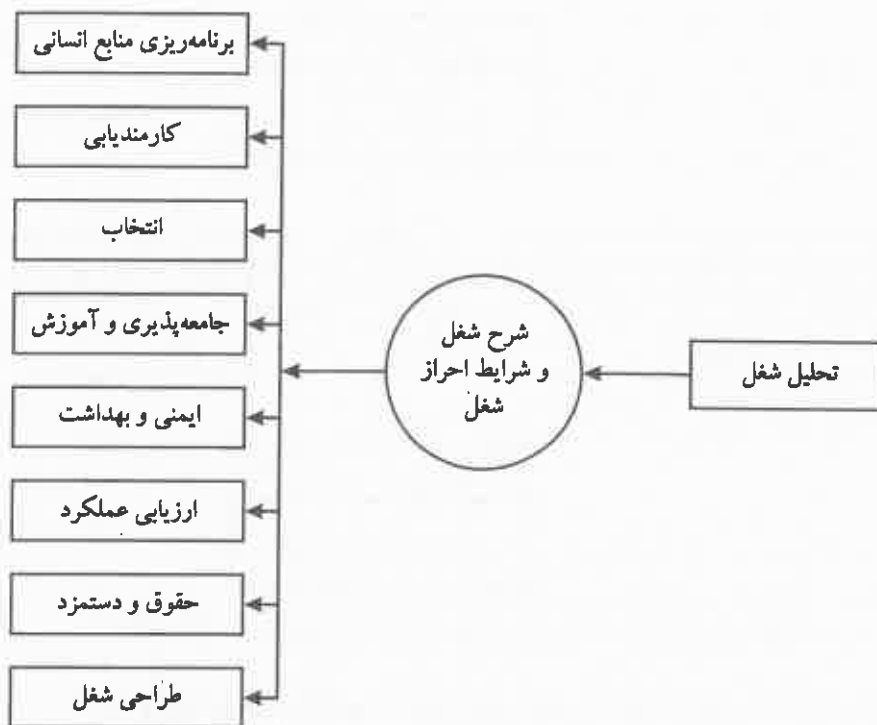 تحلیل شغل
شرح شغل
و شرایط احراز
شغل
برنامه‌ریزی منابع انسانی
کارمندیابی
انتخاب
جامعه‌پذیری و آموزش
ایمنی و بهداشت
ارزیابی عملکرد
حقوق و دستمزد
طراحی شغل